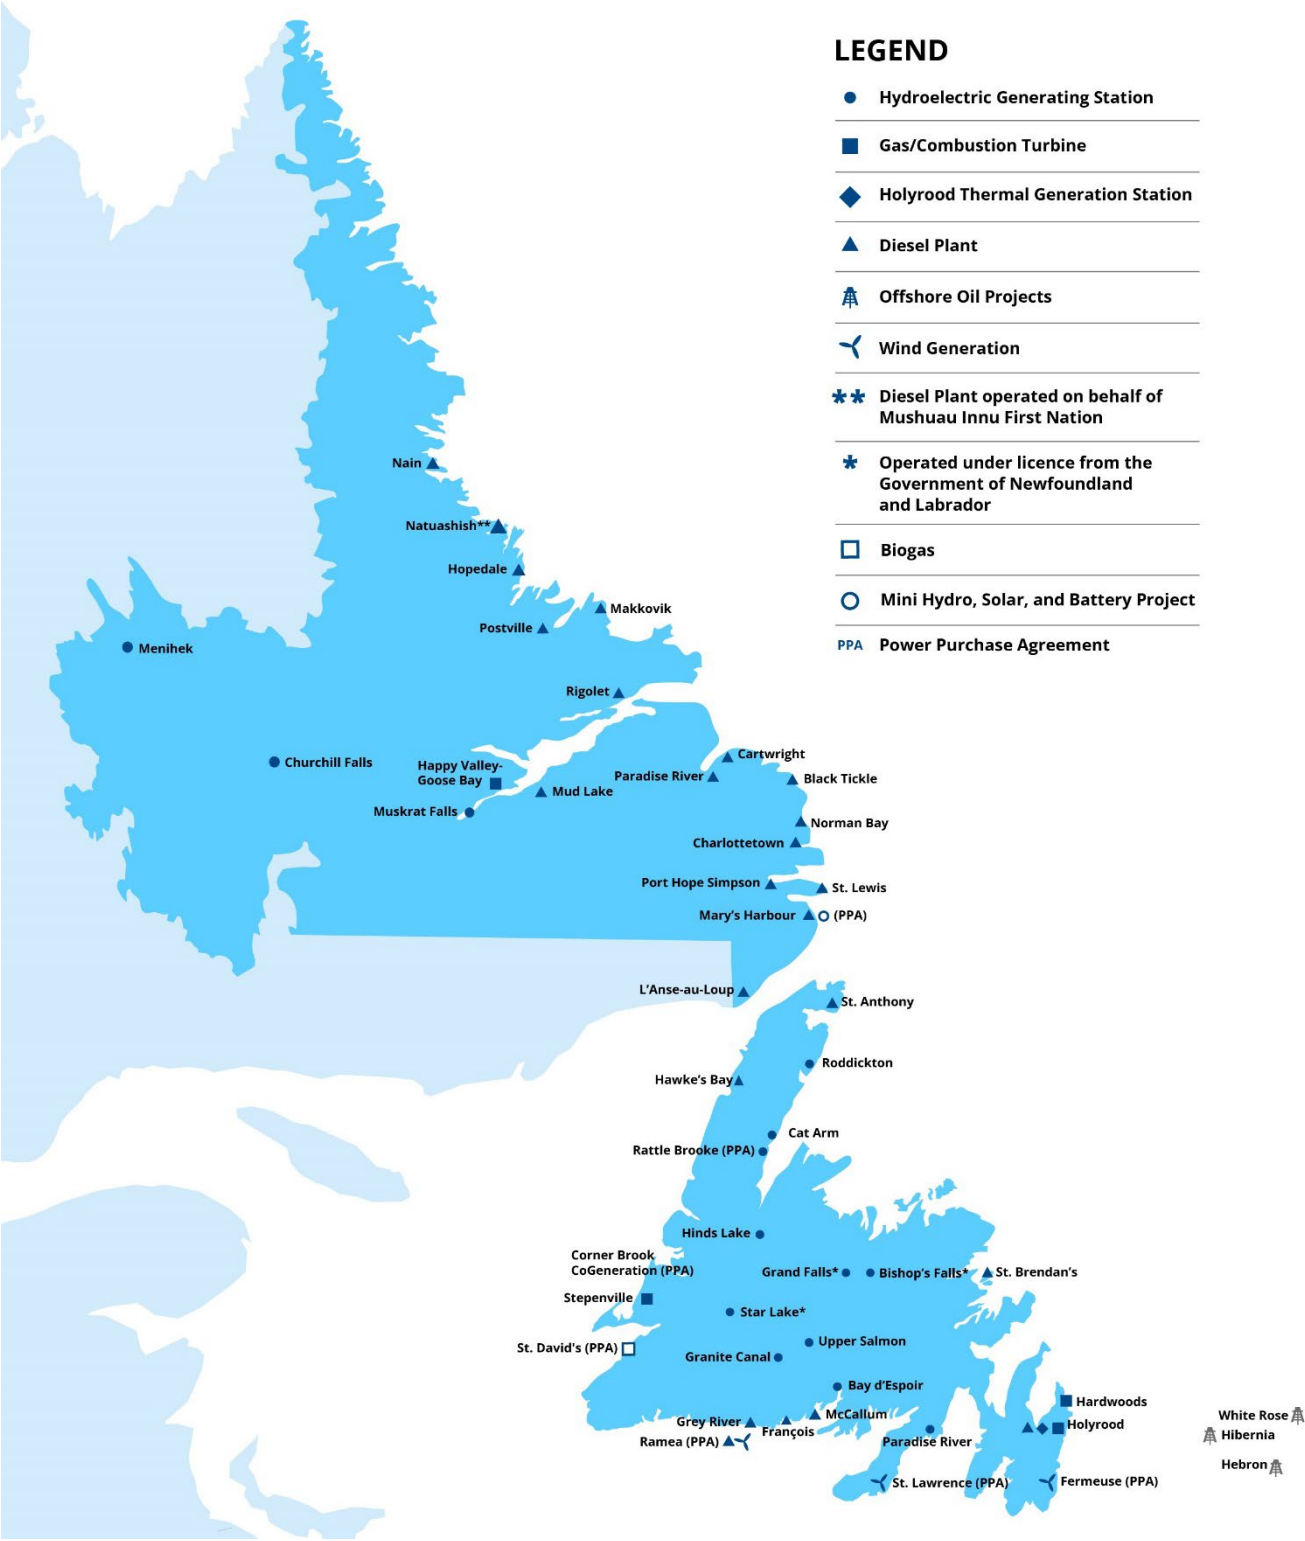 LEGEND
Hydroelectric Generating Station
Gas/Combustion Turbine
Holyrood Thermal Generation Station
Diesel Plant
Offshore Oil Projects
Wind Generation
** Diesel Plant operated on behalf of
Mushuau Innu First Nation
* Operated under licence from the
Government of Newfoundland
and Labrador
Biogas
Mini Hydro, Solar, and Battery Project
PPA Power Purchase Agreement
Nain
Natuashish**
Hopedale
Makkovik
Postville
Menihek
Rigolet
Churchill Falls
Happy Valley-
Goose Bay
Muskrat Falls
Mud Lake
Cartwright
Paradise River
Black Tickle
Norman Bay
Charlottetown
Port Hope Simpson
St. Lewis
Mary's Harbour
(PPA)
L'Anse-au-Loup
St. Anthony
Roddickton
Hawke's Bay
Cat Arm
Rattle Brooke (PPA)
Hinds Lake
Corner Brook
CoGeneration (PPA)
Grand Falls*
Bishop's Falls*
St. Brendan's
Stepenville
Star Lake*
St. David's (PPA)
Upper Salmon
Granite Canal
Bay d'Espoir
Hardwoods
McCallum
Grey River
François
Ramea (PPA)
Paradise River
Holyrood
White Rose
Hibernia
Hebron
St. Lawrence (PPA)
Fermeuse (PPA)